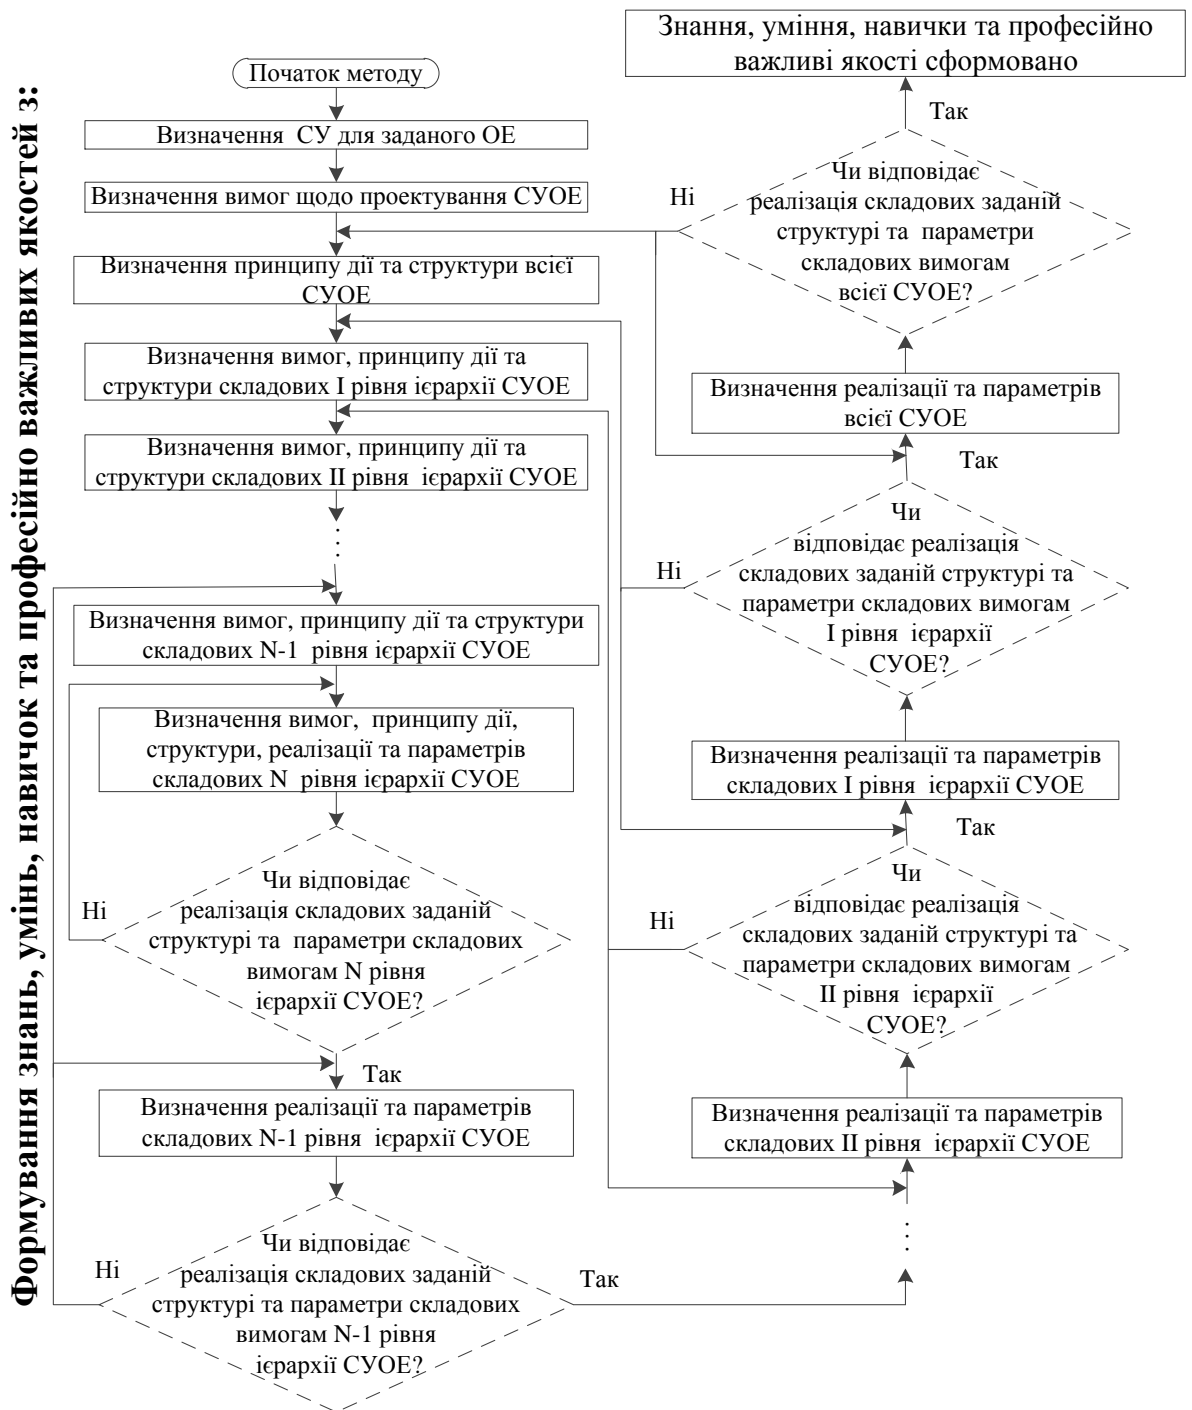 Формування знань, умінь, навичок та професійно важливих якостей з:
Початок методу
Визначення СУ для заданого ОЕ
Визначення вимог щодо проектування СУОЕ
Визначення принципу дії та структури всієї
СУОЕ
Визначення вимог, принципу дії та
структури складових І рівня ієрархії СУОЕ
Визначення вимог, принципу дії та
структури складових ІІ рівня ієрархії СУОЕ
...
Визначення вимог, принципу дії та структури
складових N-1 рівня ієрархії СУОЕ
Визначення вимог, принципу дії,
структури, реалізації та параметрів
складових N рівня ієрархії СУОЕ
Чи відповідає
реалізація складових заданій
структурі та параметри складових
вимогам N рівня
ієрархії СУОЕ?
Ні
Так
Визначення реалізації та параметрів
складових N-1 рівня ієрархії СУОЕ
Чи відповідає
реалізація складових заданій
структурі та параметри складових
вимогам N-1 рівня
ієрархії СУОЕ?
Ні
Так
...
Визначення реалізації та параметрів
складових ІІ рівня ієрархії СУОЕ
Чи
відповідає реалізація
складових заданій структурі та
параметри складових вимогам
ІІ рівня ієрархії
СУОЕ?
Ні
Так
Визначення реалізації та параметрів
складових І рівня ієрархії СУОЕ
Чи
відповідає реалізація
складових заданій структурі та
параметри складових вимогам
І рівня ієрархії
СУОЕ?
Ні
Так
Визначення реалізації та параметрів
всієї СУОЕ
Чи відповідає
реалізація складових заданій
структурі та параметри
складових вимогам
всієї СУОЕ?
Ні
Так
Знання, уміння, навички та професійно
важливі якості сформовано